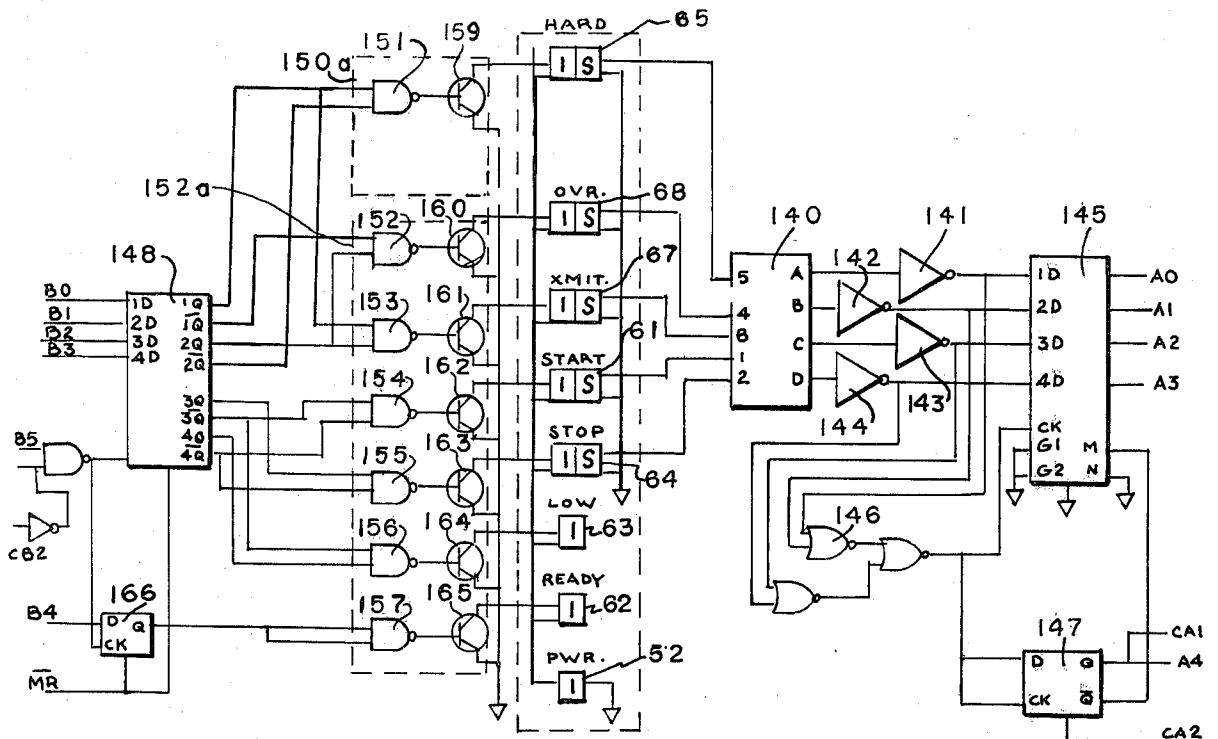 HARD
85
151
159
150a
I S
OVR.
68
152a
152
160
I S
140
141
145
148
142
XMIT.
67
B0
B1
B2
B3
1D
2D
3D
4D
1Q
1Q̅
2Q
2Q̅
3Q
3Q̅
4Q
4Q̅
153
161
I S
START
61
154
162
I S
STOP
64
155
163
I S
LOW
63
156
164
I
READY
62
157
165
I
PWR.
52
I
5
4
6
1
2
A
B
C
D
143
144
1D
2D
3D
4D
CK
G1
G2
M
N
A0
A1
A2
A3
146
B5
CB2
B4
166
D Q
CK
M̅R̅
147
D Q
CK Q̅
CA1
A4
CA2